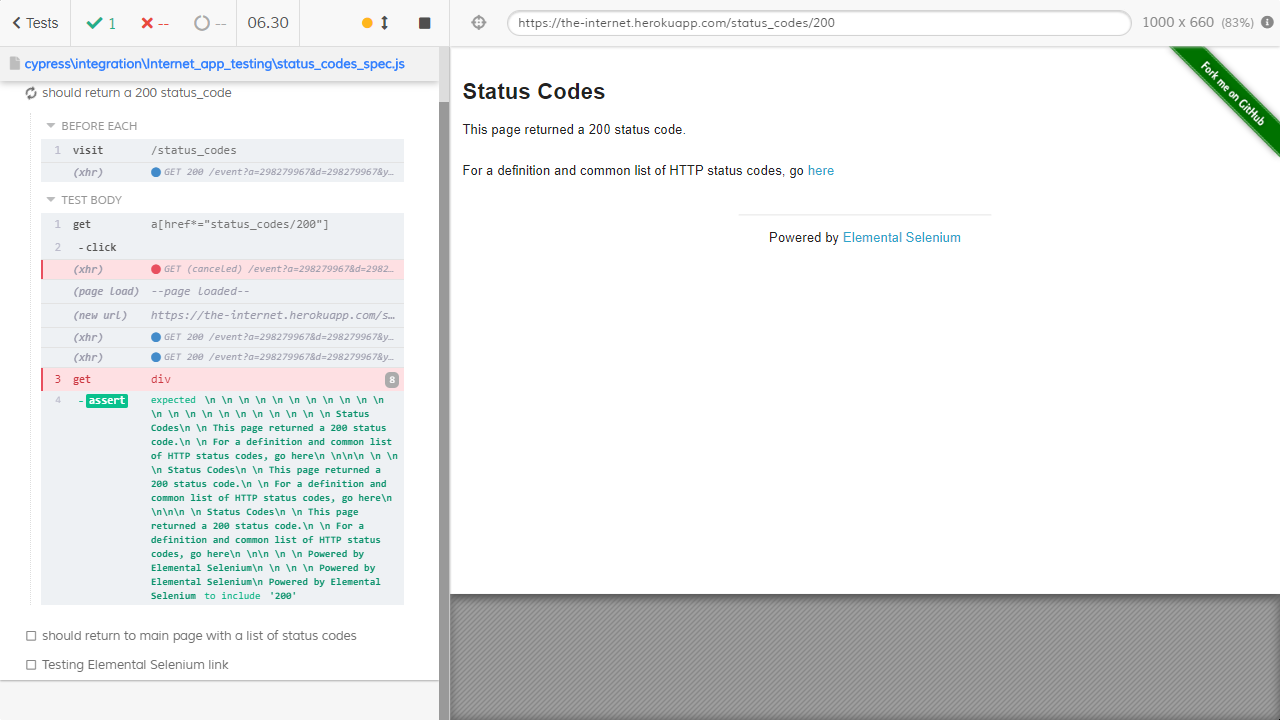 Tests
1
--
--
06.30
https://the-internet.herokuapp.com/status_codes/200
1000 x 660 (83%)
cypress\integration\Internet_app_testing\status_codes_spec.js
should return a 200 status_code
BEFORE EACH
1 visit /status_codes
(xhr) GET 200 /event?a=298279967&d=298279967&y…
TEST BODY
1 get a[href*="status_codes/200"]
2 -click
(xhr) GET (canceled) /event?a=298279967&d=2982…
(page load) --page loaded--
(new url) https://the-internet.herokuapp.com/s…
(xhr) GET 200 /event?a=298279967&d=298279967&y…
(xhr) GET 200 /event?a=298279967&d=298279967&y…
3 get div 8
4 -assert expected \n \n \n \n \n \n \n \n \n \n \n
\n \n \n \n \n \n \n \n \n \n \n Status
Codes\n \n This page returned a 200 status
code.\n \n For a definition and common list
of HTTP status codes, go here\n \n\n\n \n \n
\n Status Codes\n \n This page returned a
200 status code.\n \n For a definition and
common list of HTTP status codes, go here\n
\n\n\n \n Status Codes\n \n This page
returned a 200 status code.\n \n For a
definition and common list of HTTP status
codes, go here\n \n\n \n \n Powered by
Elemental Selenium\n \n \n \n Powered by
Elemental Selenium\n Powered by Elemental
Selenium to include '200'
should return to main page with a list of status codes
Testing Elemental Selenium link
Status Codes
This page returned a 200 status code.
For a definition and common list of HTTP status codes, go here
Powered by Elemental Selenium
Fork me on GitHub